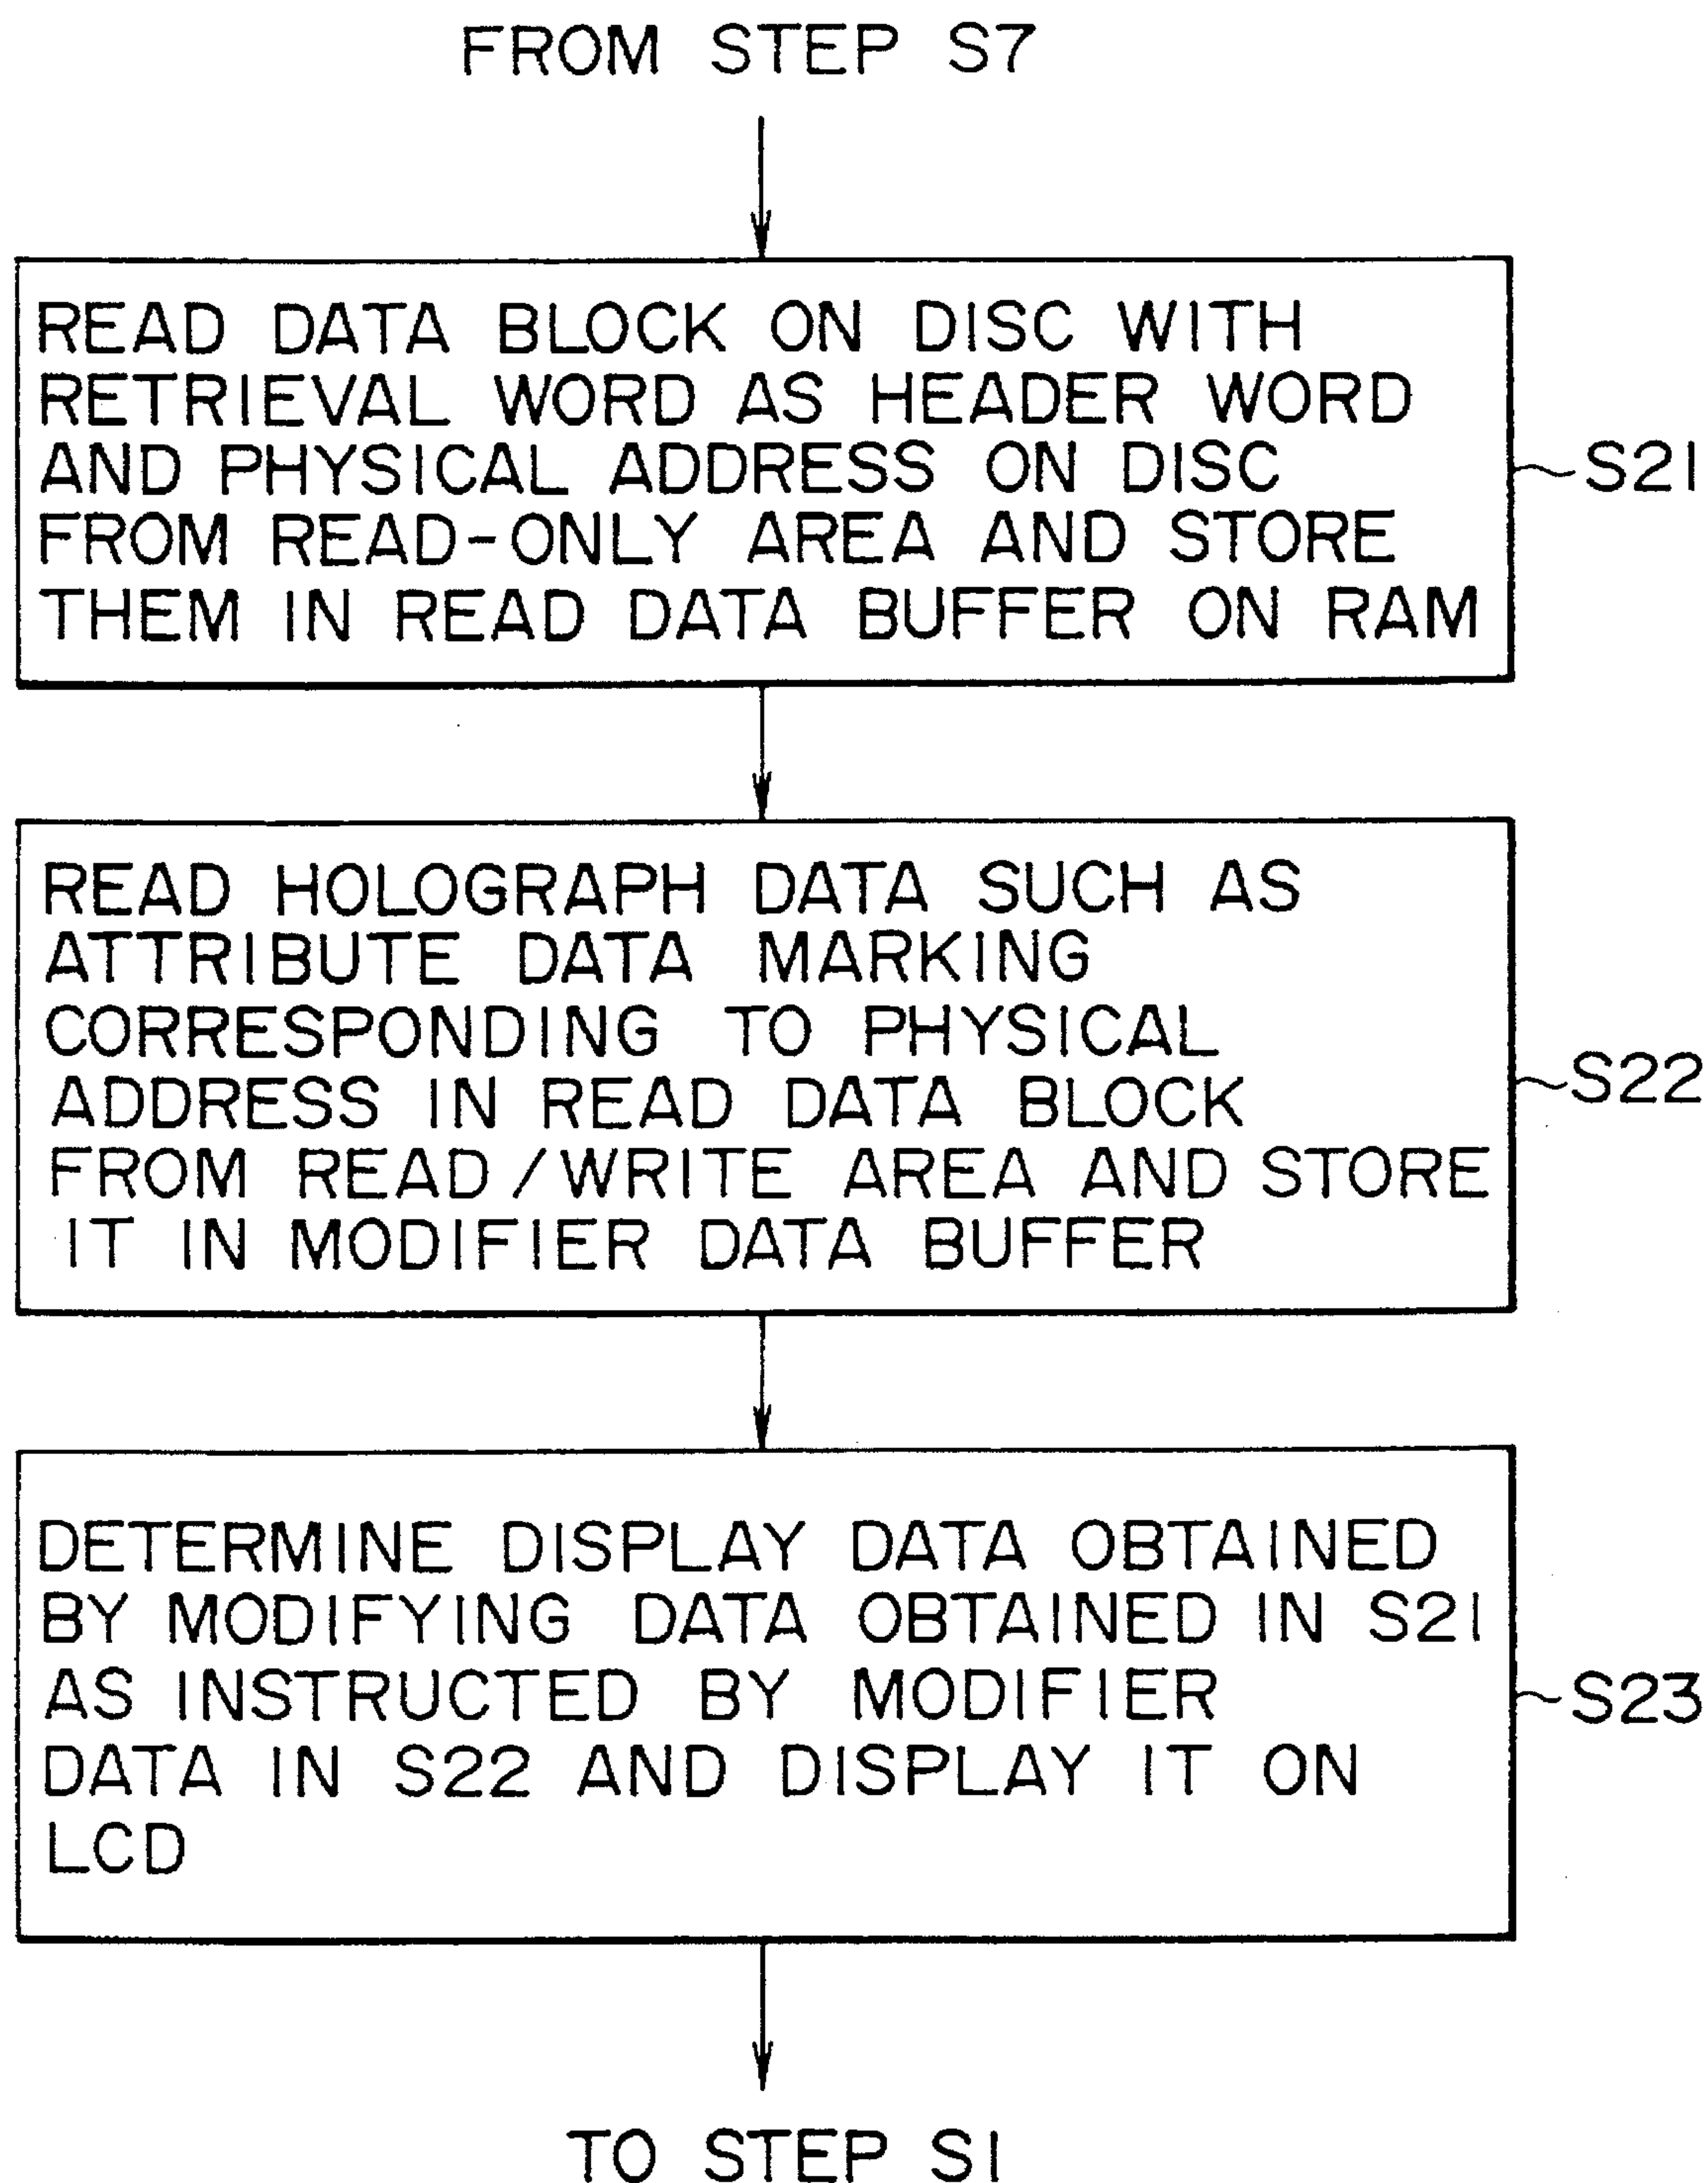 FROM STEP S7
READ DATA BLOCK ON DISC WITH
RETRIEVAL WORD AS HEADER WORD
AND PHYSICAL ADDRESS ON DISC
FROM READ-ONLY AREA AND STORE
THEM IN READ DATA BUFFER ON RAM
S21
READ HOLOGRAPH DATA SUCH AS
ATTRIBUTE DATA MARKING
CORRESPONDING TO PHYSICAL
ADDRESS IN READ DATA BLOCK
FROM READ/WRITE AREA AND STORE
IT IN MODIFIER DATA BUFFER
S22
DETERMINE DISPLAY DATA OBTAINED
BY MODIFYING DATA OBTAINED IN S21
AS INSTRUCTED BY MODIFIER
DATA IN S22 AND DISPLAY IT ON
LCD
S23
TO STEP S1